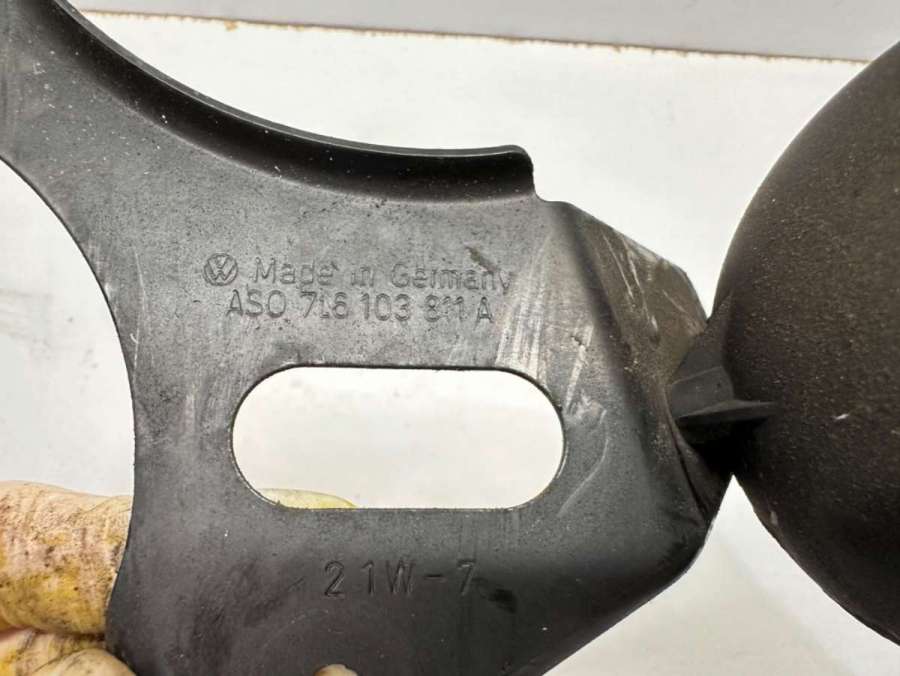 Made in Germany
ASO 7L6 103 811 A
21W-7